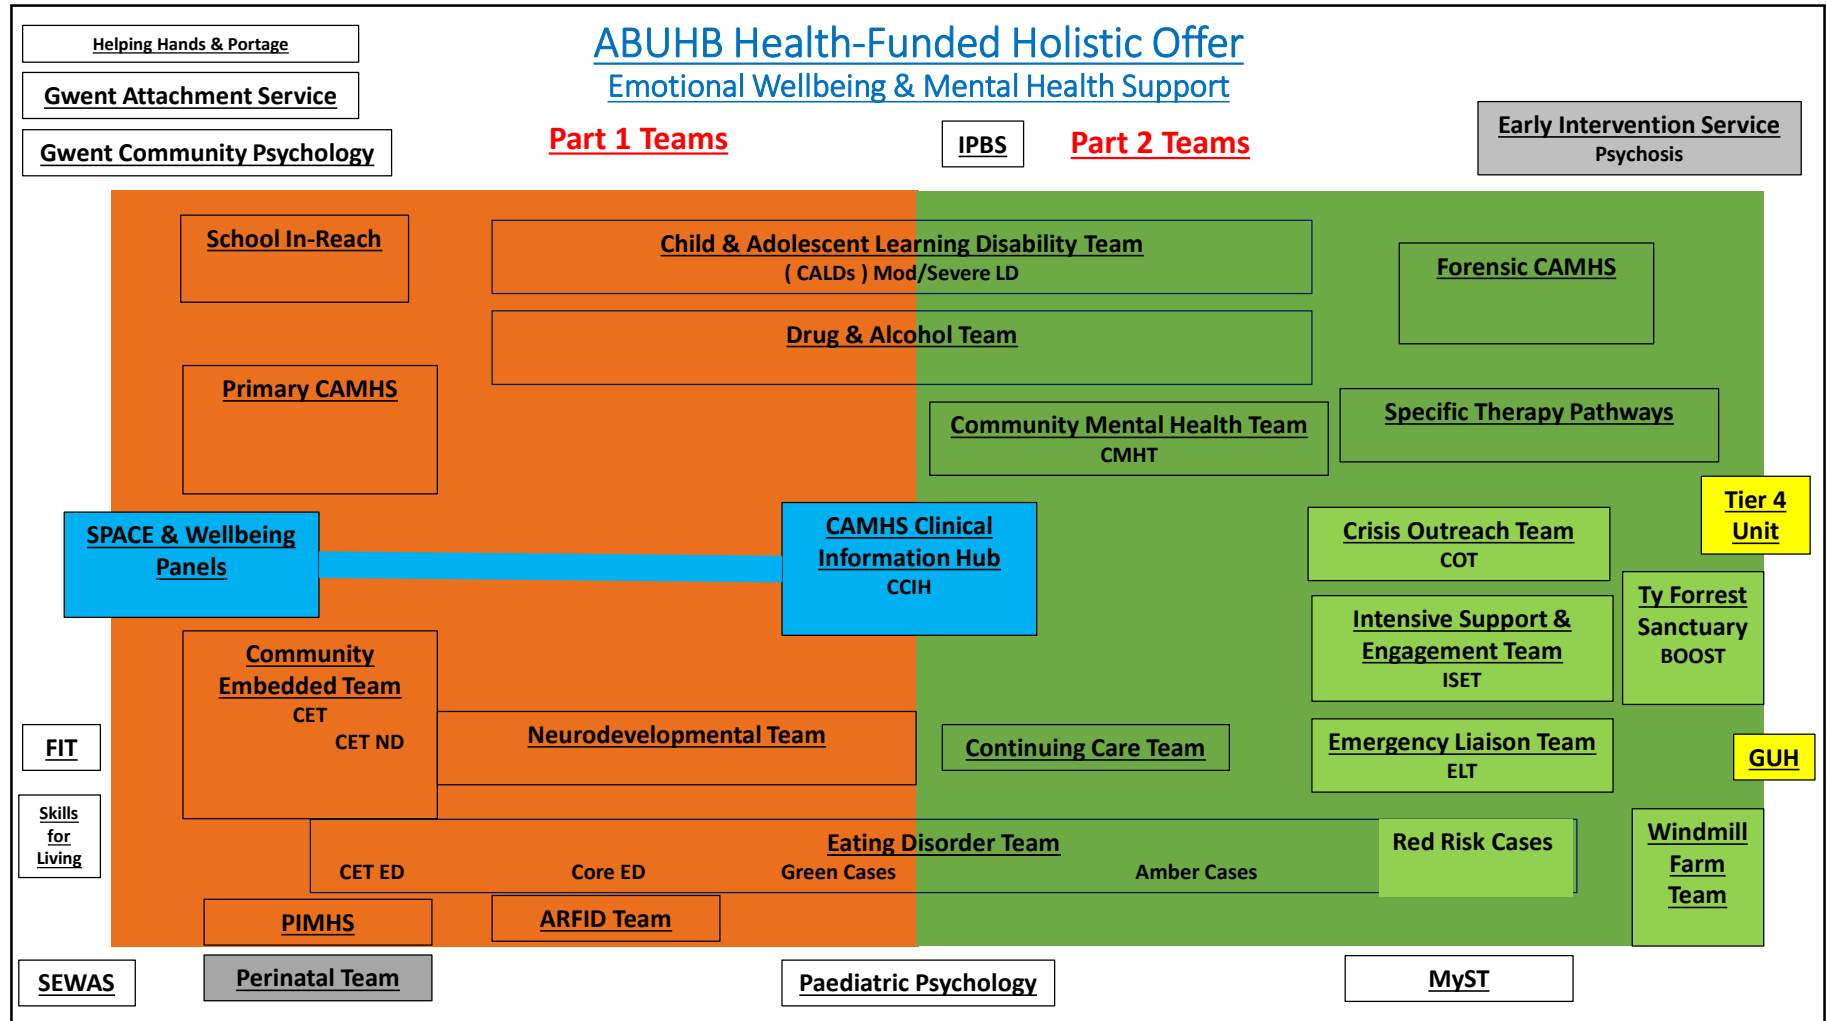 Helping Hands & Portage
Gwent Attachment Service
Gwent Community Psychology
ABUHB Health-Funded Holistic Offer
Emotional Wellbeing & Mental Health Support
Part 1 Teams
IPBS
Part 2 Teams
Early Intervention Service
Psychosis
School In-Reach
Child & Adolescent Learning Disability Team
( CALDs ) Mod/Severe LD
Forensic CAMHS
Drug & Alcohol Team
Primary CAMHS
Community Mental Health Team
CMHT
Specific Therapy Pathways
SPACE & Wellbeing
Panels
CAMHS Clinical
Information Hub
CCIH
Crisis Outreach Team
COT
Tier 4
Unit
Intensive Support &
Engagement Team
ISET
Ty Forrest
Sanctuary
BOOST
Community
Embedded Team
CET
CET ND
Neurodevelopmental Team
Continuing Care Team
Emergency Liaison Team
ELT
FIT
GUH
Skills
for
Living
Eating Disorder Team
CET ED
Core ED
Green Cases
Amber Cases
Red Risk Cases
Windmill
Farm
Team
PIMHS
ARFID Team
SEWAS
Perinatal Team
Paediatric Psychology
MyST